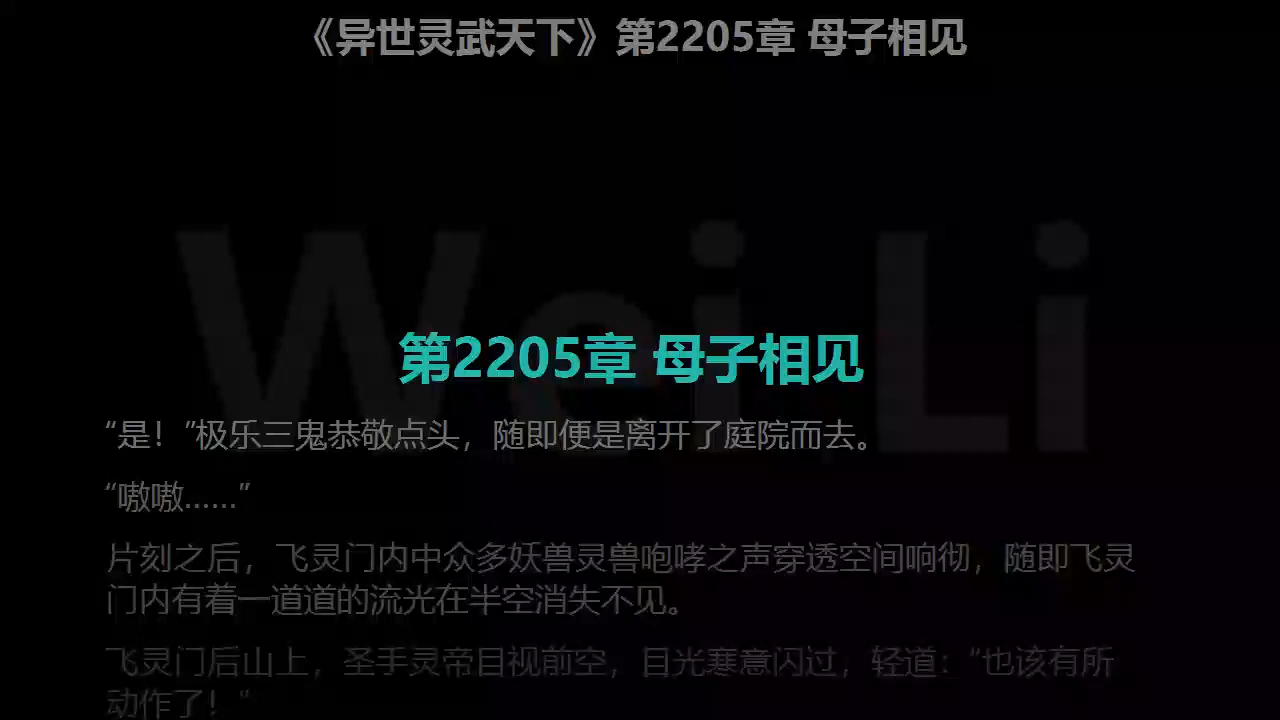 《异世灵武天下》第2205章 母子相见
Wei Li
第2205章 母子相见
“是！”极乐三鬼恭敬点头，随即便是离开了庭院而去。
“嗷嗷......”
片刻之后，飞灵门内中众多妖兽灵兽咆哮之声穿透空间响彻，随即飞灵
门内有着一道道的流光在半空消失不见。
飞灵门后山上，圣手灵帝目视前空，目光寒意闪过，轻道：“也该有所
动作了！”